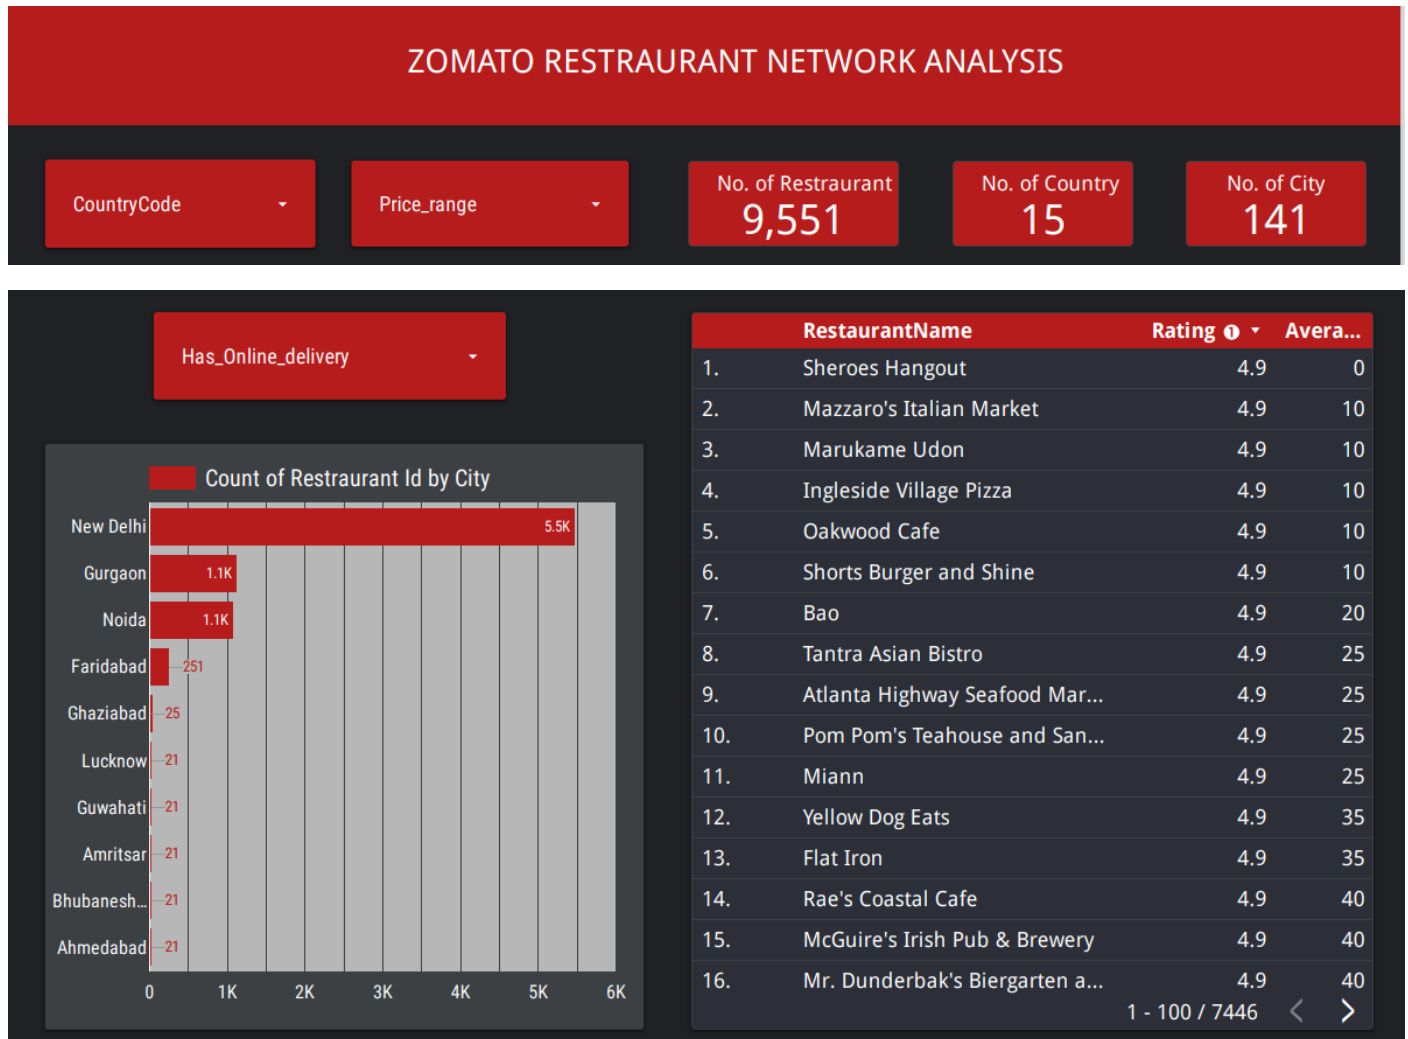 ZOMATO RESTRAURANT NETWORK ANALYSIS
CountryCode
Price_range
No. of Restraurant
9,551
No. of Country
15
No. of City
141
Has_Online_delivery
Count of Restraurant Id by City
New Delhi 5.5K
Gurgaon 1.1K
Noida 1.1K
Faridabad 251
Ghaziabad 25
Lucknow 21
Guwahati 21
Amritsar 21
Bhubanesh... 21
Ahmedabad 21
0 1K 2K 3K 4K 5K 6K
RestaurantName Rating 1 Avera...
1. Sheroes Hangout 4.9 0
2. Mazzaro's Italian Market 4.9 10
3. Marukame Udon 4.9 10
4. Ingleside Village Pizza 4.9 10
5. Oakwood Cafe 4.9 10
6. Shorts Burger and Shine 4.9 10
7. Bao 4.9 20
8. Tantra Asian Bistro 4.9 25
9. Atlanta Highway Seafood Mar... 4.9 25
10. Pom Pom's Teahouse and San... 4.9 25
11. Miann 4.9 25
12. Yellow Dog Eats 4.9 35
13. Flat Iron 4.9 35
14. Rae's Coastal Cafe 4.9 40
15. McGuire's Irish Pub & Brewery 4.9 40
16. Mr. Dunderbak's Biergarten a... 4.9 40
1 - 100 / 7446